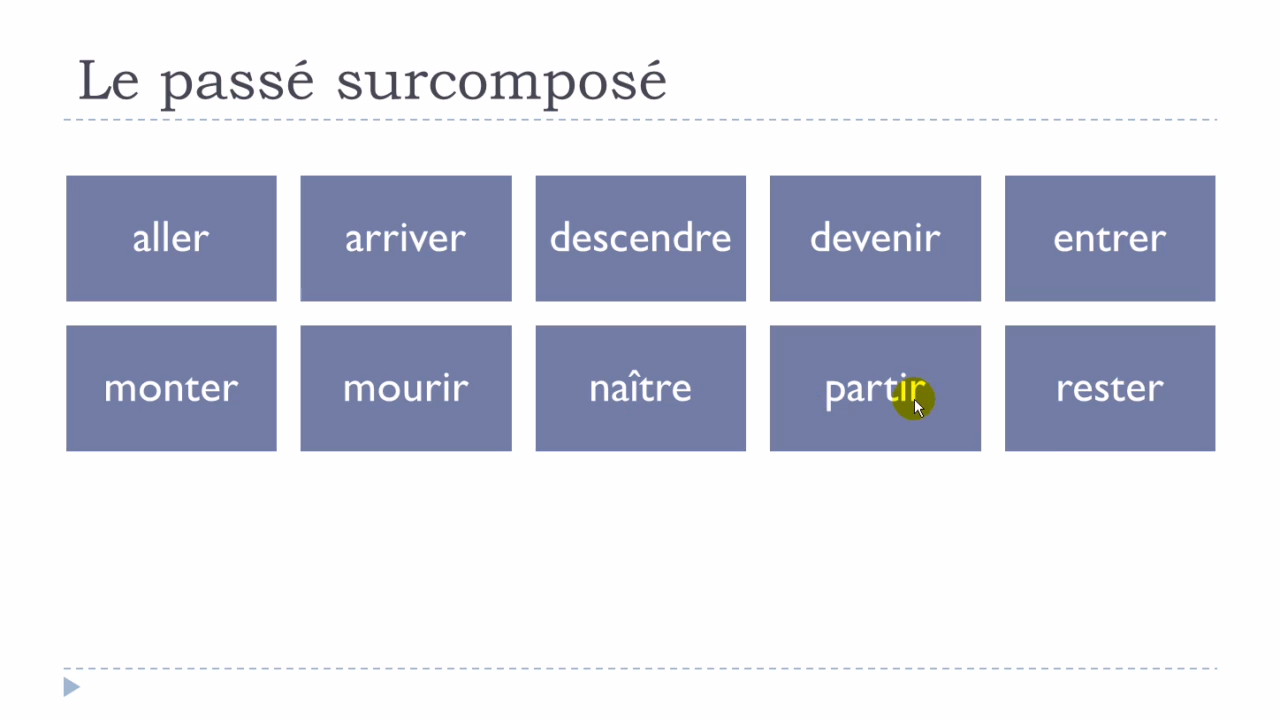 Le passé surcomposé
aller
arriver
descendre
devenir
entrer
monter
mourir
naître
partir
rester